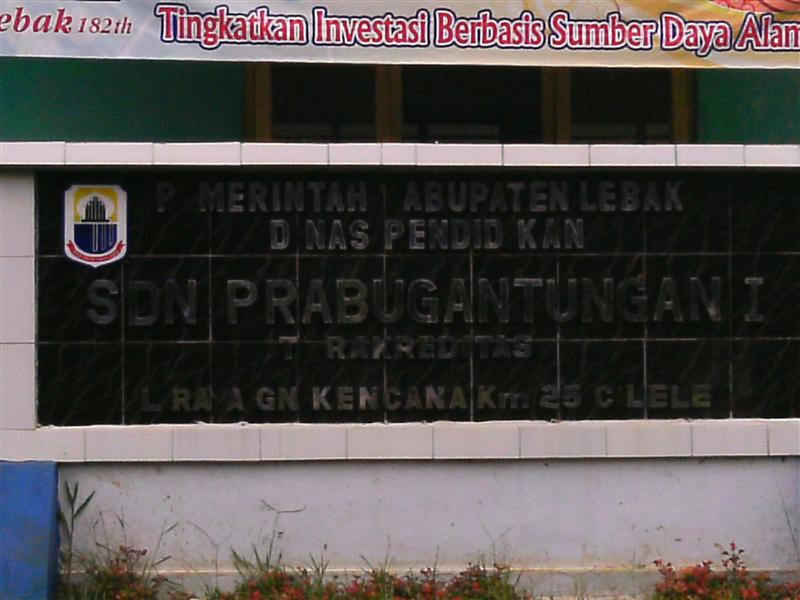 ebak 182th Tingkatkan Investasi Berbasis Sumber Daya Alam
P MERINTAH ABUPATEN LEBAK
D NAS PENDID KAN
SDN PRABUGANTUNGAN I
T RAKREDITAS
L RA A GN KENCANA Km 25 C LELE